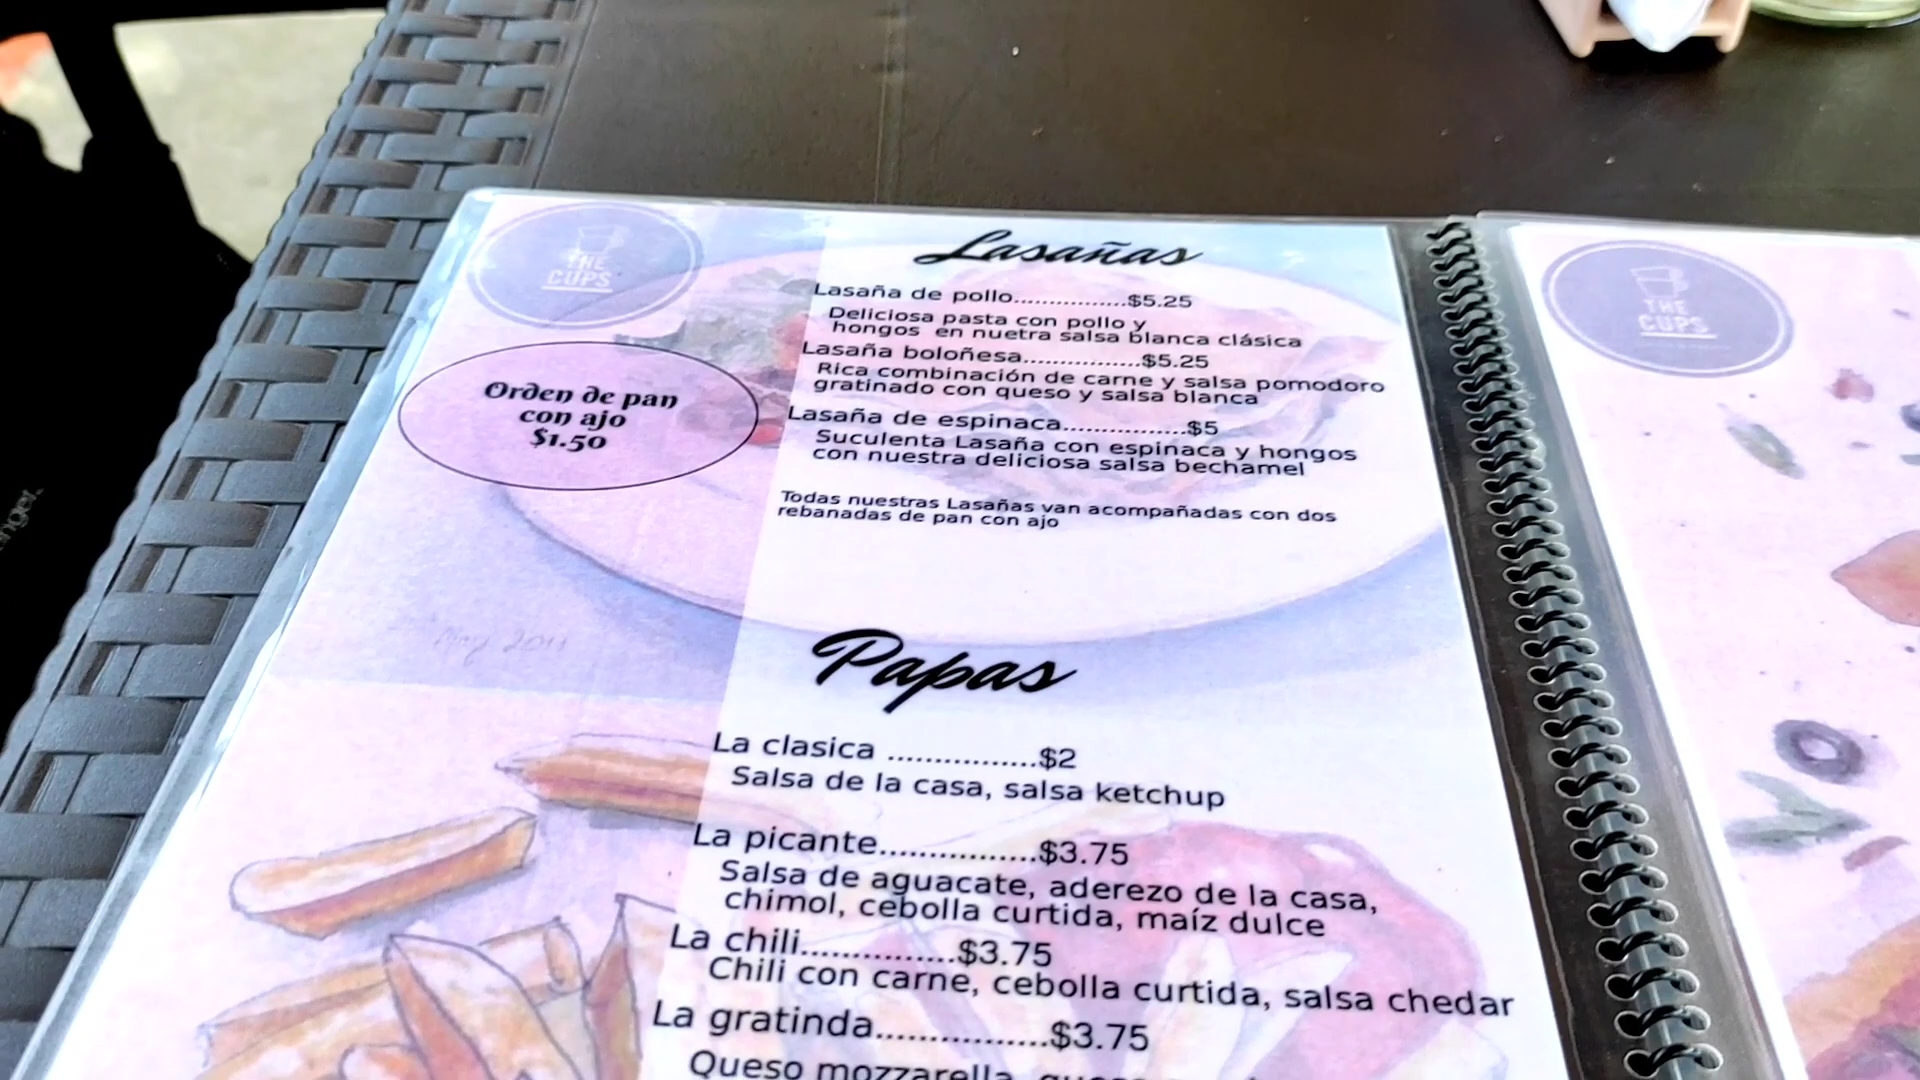 THE
CUPS
Lasañas
Lasaña de pollo................$5.25
Deliciosa pasta con pollo y
hongos en nuetra salsa blanca clásica
Lasaña boloñesa.................$5.25
Rica combinación de carne y salsa pomodoro
gratinado con queso y salsa blanca
Lasaña de espinaca..................$5
Suculenta Lasaña con espinaca y hongos
con nuestra deliciosa salsa bechamel
Todas nuestras Lasañas van acompañadas con dos
rebanadas de pan con ajo
Orden de pan
con ajo
$1.50
Papas
La clasica ................$2
Salsa de la casa, salsa ketchup
La picante.................$3.75
Salsa de aguacate, aderezo de la casa,
chimol, cebolla curtida, maíz dulce
La chili................$3.75
Chili con carne, cebolla curtida, salsa chedar
La gratinda.................$3.75
Queso mozzarella,
THE
CUPS